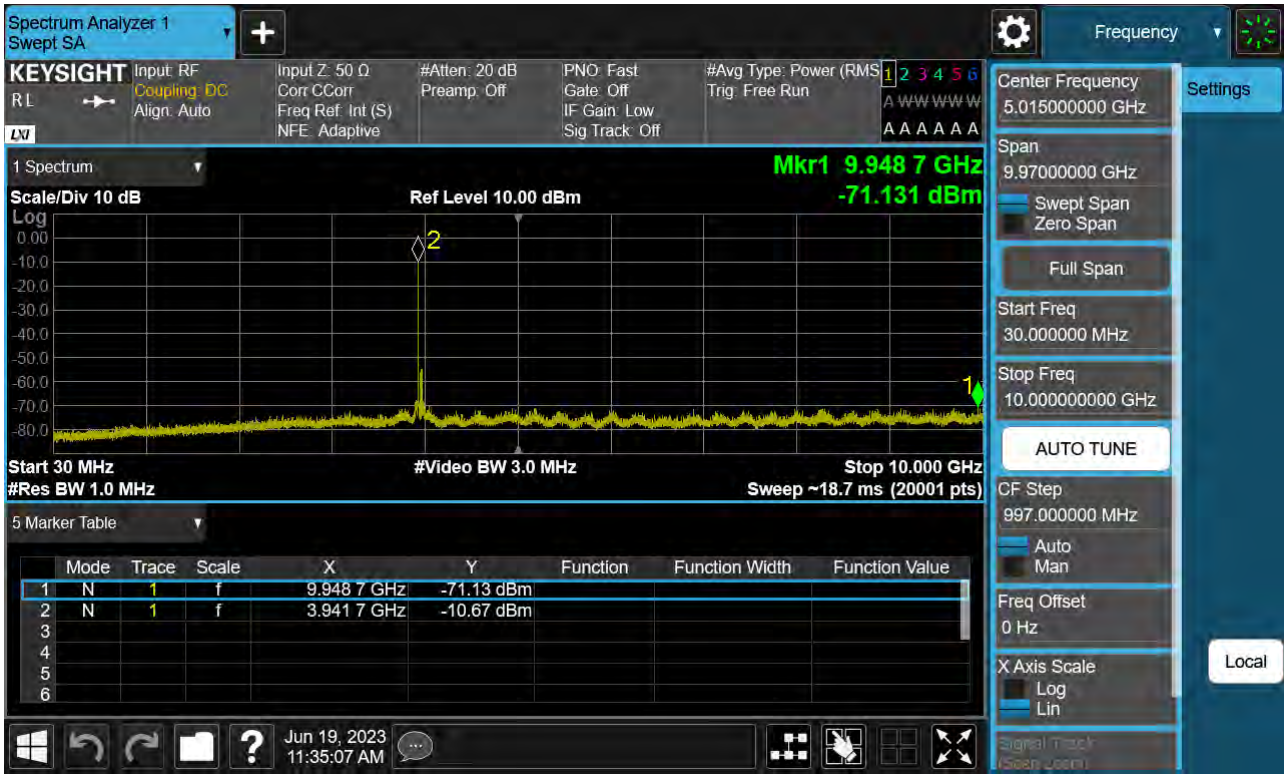 Spectrum Analyzer 1
Swept SA
+
Frequency
KEYSIGHT
RL
LXI
Input: RF
Coupling: DC
Align: Auto
Input Z: 50 Ω
Corr CCorr
Freq Ref: Int (S)
NFE: Adaptive
#Atten: 20 dB
Preamp: Off
PNO: Fast
Gate: Off
IF Gain: Low
Sig Track: Off
#Avg Type: Power (RMS
Trig: Free Run
1 2 3 4 5 6
A W W W W W
A A A A A A
1 Spectrum
Mkr1 9.948 7 GHz
-71.131 dBm
Scale/Div 10 dB
Ref Level 10.00 dBm
Log
0.00
-10.0
-20.0
-30.0
-40.0
-50.0
-60.0
-70.0
-80.0
2
1
Start 30 MHz
#Video BW 3.0 MHz
Stop 10.000 GHz
#Res BW 1.0 MHz
Sweep ~18.7 ms (20001 pts)
5 Marker Table
Mode Trace Scale X Y Function Function Width Function Value
1 N 1 f 9.948 7 GHz -71.13 dBm
2 N 1 f 3.941 7 GHz -10.67 dBm
3
4
5
6
Center Frequency
5.015000000 GHz
Span
9.97000000 GHz
Swept Span
Zero Span
Full Span
Start Freq
30.000000 MHz
Stop Freq
10.000000000 GHz
AUTO TUNE
CF Step
997.000000 MHz
Auto
Man
Freq Offset
0 Hz
X Axis Scale
Log
Lin
Signal Track
(Span Zoom)
Settings
Local
?
Jun 19, 2023
11:35:07 AM